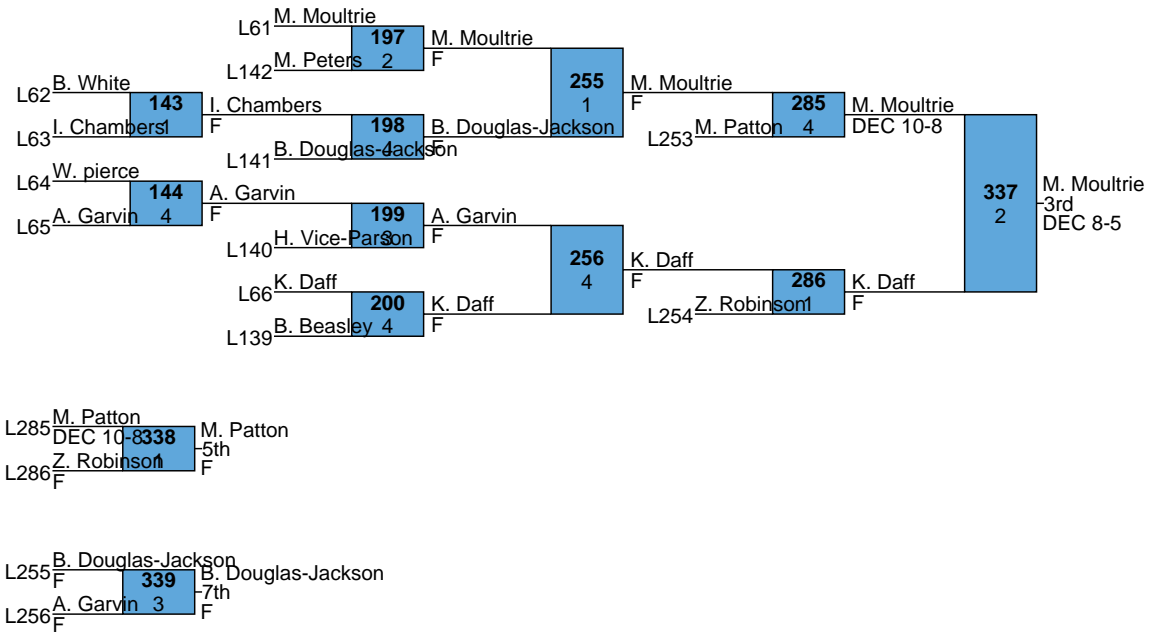 L61 M. Moultrie
197
2
M. Moultrie
F
L142 M. Peters
L62 B. White
143
1
I. Chambers
F
L63 I. Chambers
198
4
B. Douglas-Jackson
F
L141 B. Douglas-Jackson
255
1
M. Moultrie
F
285
4
M. Moultrie
DEC 10-8
L253 M. Patton
L64 W. pierce
144
4
A. Garvin
F
L65 A. Garvin
199
3
A. Garvin
F
L140 H. Vice-Parson
256
4
K. Daff
F
L66 K. Daff
200
4
K. Daff
F
L139 B. Beasley
286
1
K. Daff
F
L254 Z. Robinson
337
2
M. Moultrie
3rd
DEC 8-5
L285 M. Patton
DEC 10-8
338
1
M. Patton
5th
F
L286 Z. Robinson
F
L255 B. Douglas-Jackson
F
339
3
B. Douglas-Jackson
7th
F
L256 A. Garvin
F